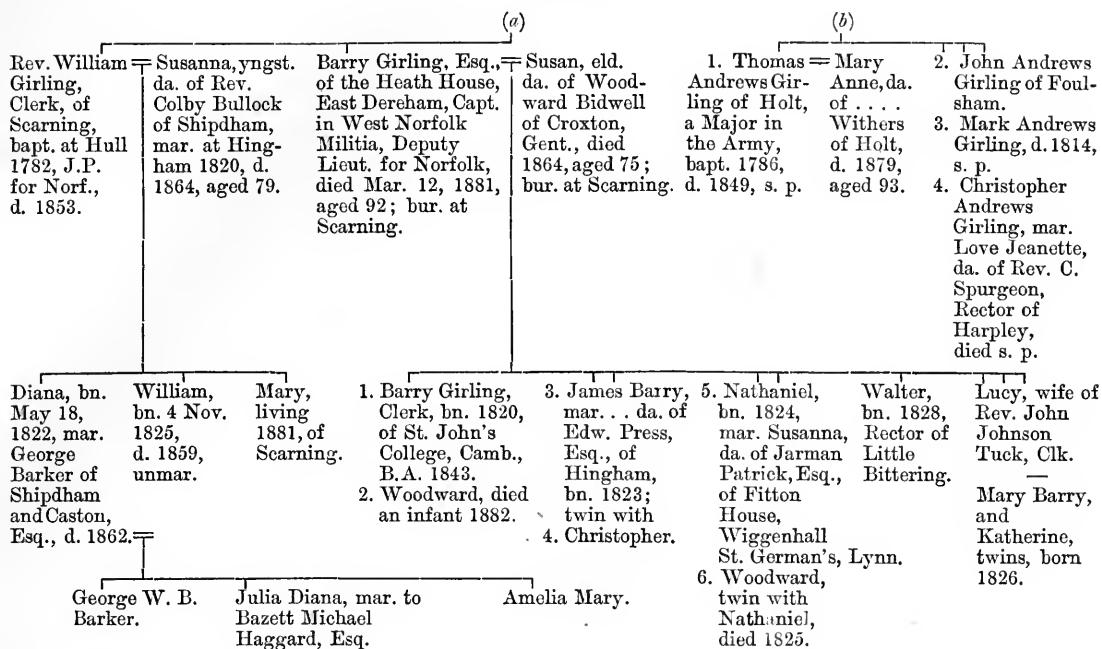 (a)
(b)
Rev. William
Girling,
Clerk, of
Scarning,
bapt. at Hull
1782, J.P.
for Norf.,
d. 1853.
Susanna, yngst.
da. of Rev.
Colby Bullock
of Shipdham,
mar. at Hing-
ham 1820, d.
1864, aged 79.
Barry Girling, Esq.,
of the Heath House,
East Dereham, Capt.
in West Norfolk
Militia, Deputy
Lieut. for Norfolk,
died Mar. 12, 1881,
aged 92; bur. at
Scarning.
Susan, eld.
da. of Wood-
ward Bidwell
of Croxton,
Gent., died
1864, aged 75;
bur. at Scarning.
1. Thomas
Andrews Gir-
ling of Holt,
a Major in
the Army,
bapt. 1786,
d. 1849, s. p.
Mary
Anne, da.
of . . . .
Withers
of Holt,
d. 1879,
aged 93.
2. John Andrews
Girling of Foul-
sham.
3. Mark Andrews
Girling, d. 1814,
s. p.
4. Christopher
Andrews
Girling, mar.
Love Jeanette,
da. of Rev. C.
Spurgeon,
Rector of
Harpley,
died s. p.
Diana, bn.
May 18,
1822, mar.
George
Barker of
Shipdham
and Caston,
Esq., d. 1862.
William,
bn. 4 Nov.
1825,
d. 1859,
unmar.
Mary,
living
1881, of
Scarning.
1. Barry Girling,
Clerk, bn. 1820,
of St. John's
College, Camb.,
B.A. 1843.
2. Woodward, died
an infant 1882.
3. James Barry,
mar. . . da. of
Edw. Press,
Esq., of
Hingham,
bn. 1823;
twin with
4. Christopher.
5. Nathaniel,
bn. 1824,
mar. Susanna,
da. of Jarman
Patrick, Esq.,
of Fitton
House,
Wiggenhall
St. German's, Lynn.
6. Woodward,
twin with
Nathaniel,
died 1825.
Walter,
bn. 1828,
Rector of
Little
Bittering.
Lucy, wife of
Rev. John
Johnson
Tuck, Clk.
—
Mary Barry,
and
Katherine,
twins, born
1826.
George W. B.
Barker.
Julia Diana, mar. to
Bazett Michael
Haggard, Esq.
Amelia Mary.